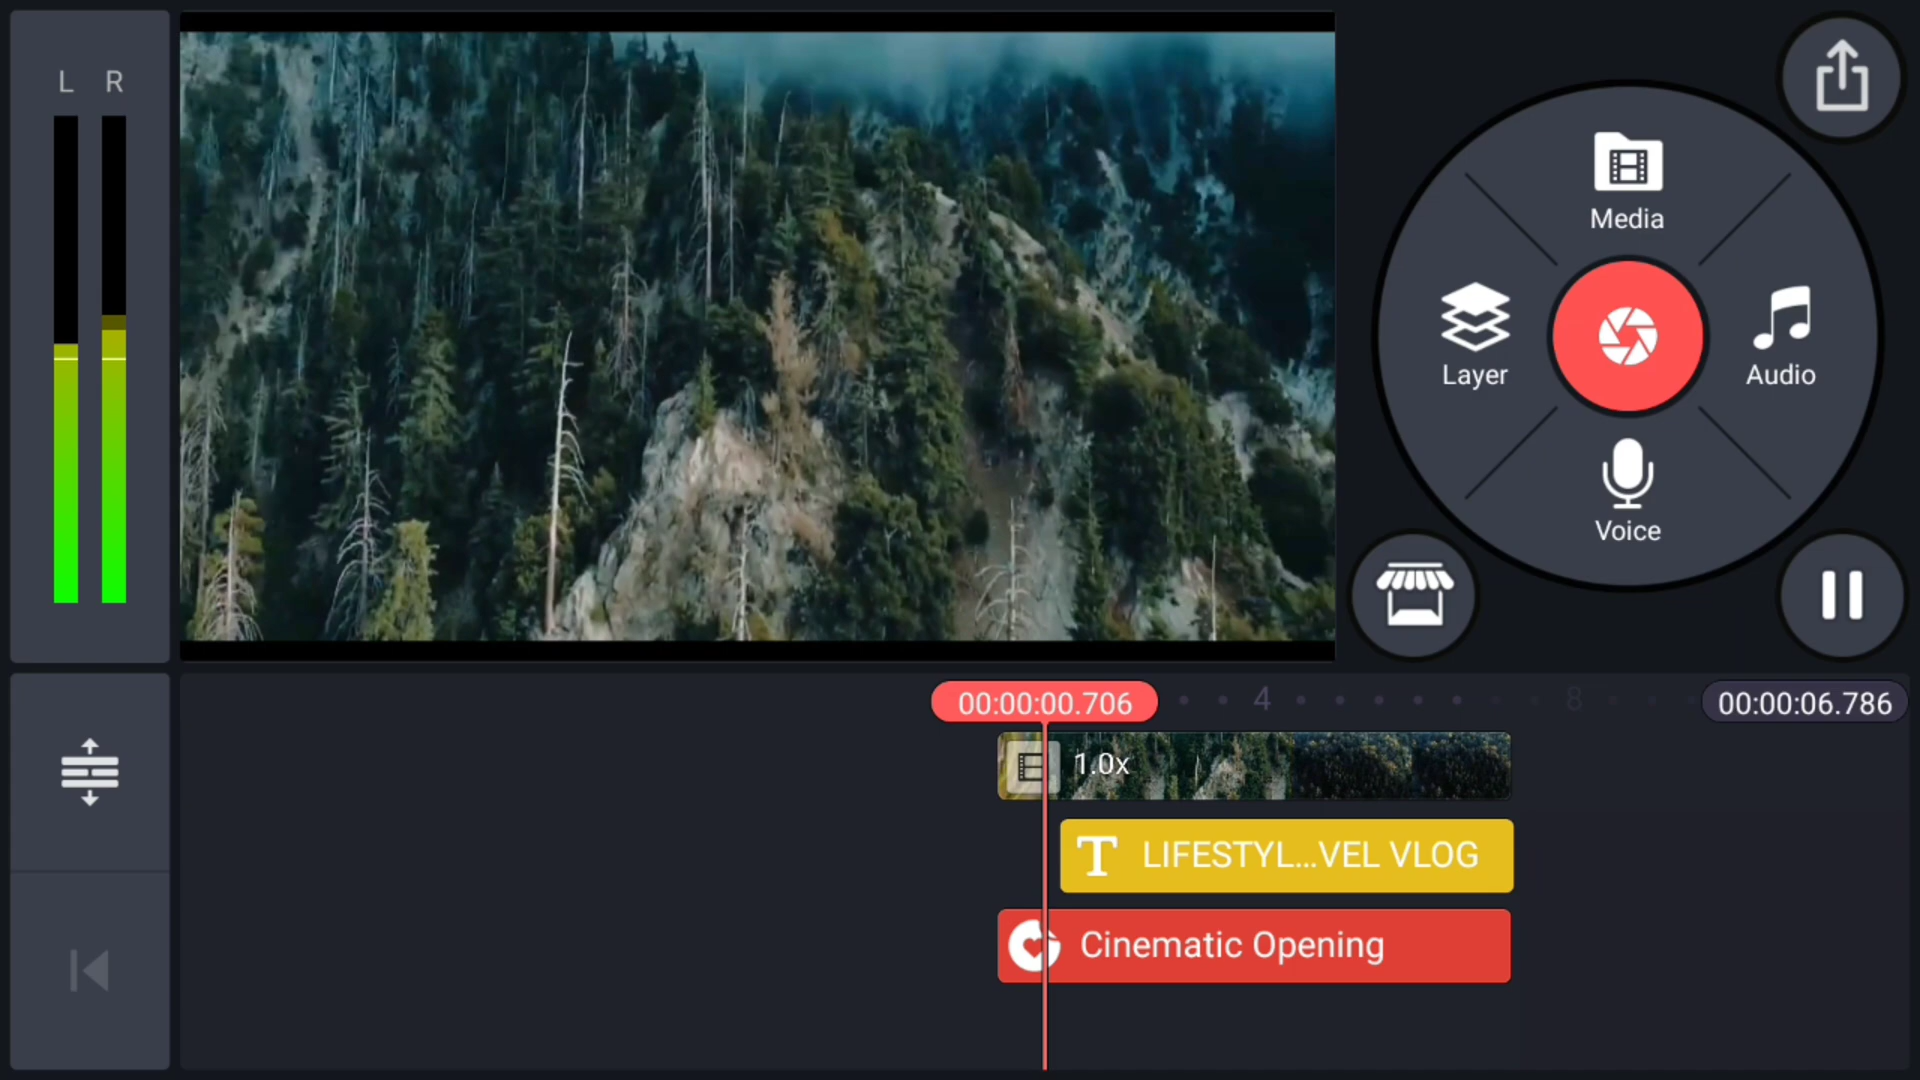 L R
Media
Layer
Audio
Voice
00:00:00.706
4
8
00:00:06.786
1.0x
T LIFESTYL...VEL VLOG
Cinematic Opening